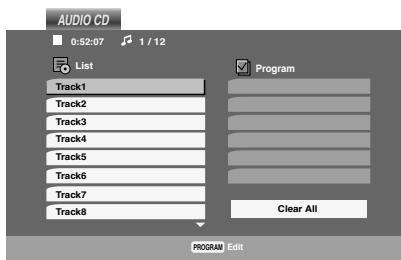 AUDIO CD
0:52:07 1 / 12
List
Program
Track1
Track2
Track3
Track4
Track5
Track6
Track7
Track8
Clear All
PROGRAM Edit